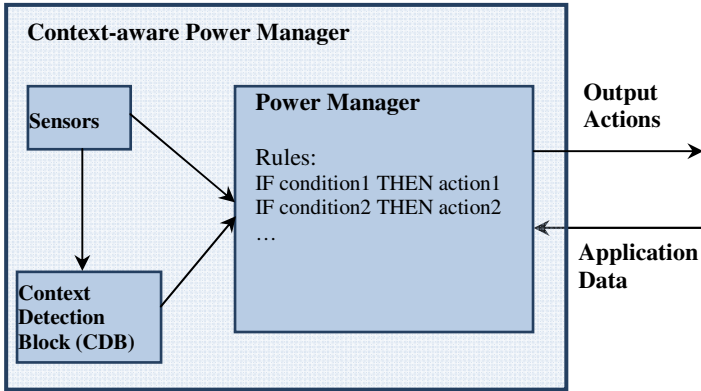 Context-aware Power Manager
Sensors
Context
Detection
Block (CDB)
Power Manager
Rules:
IF condition1 THEN action1
IF condition2 THEN action2
…
Output
Actions
Application
Data